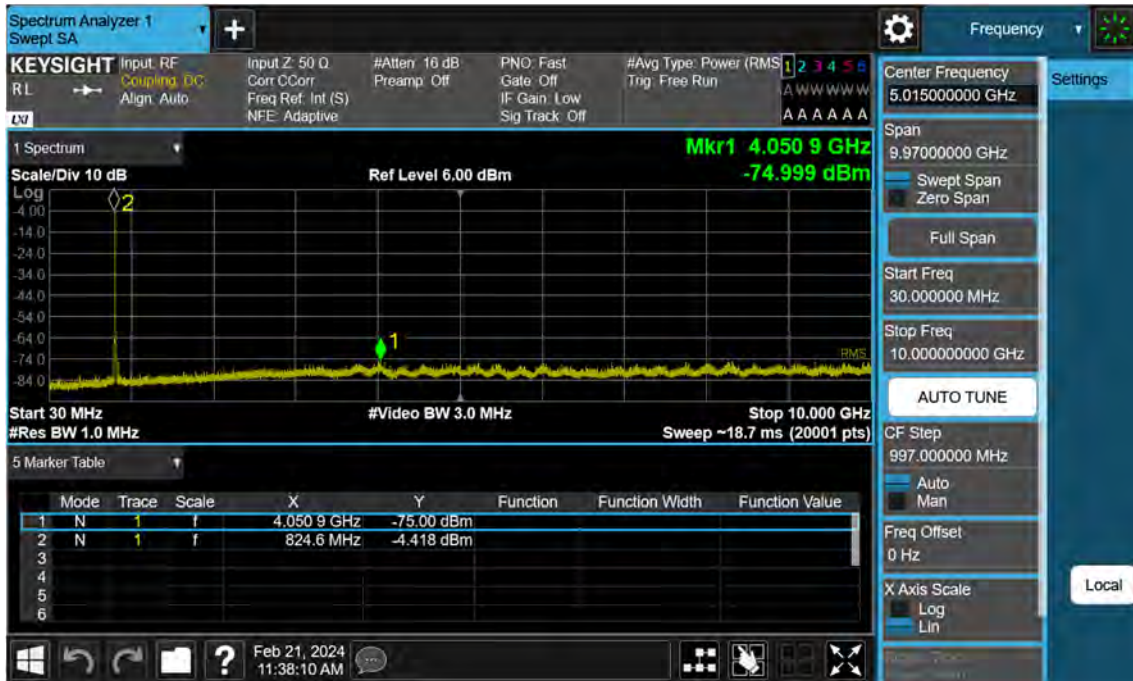 Spectrum Analyzer 1
Swept SA
+
Frequency
KEYSIGHT
RL
LXI
Input: RF
Coupling: DC
Align: Auto
Input Z: 50 Ω
Corr CCorr
Freq Ref: Int (S)
NFE: Adaptive
#Atten: 16 dB
Preamp: Off
PNO: Fast
Gate: Off
IF Gain: Low
Sig Track: Off
#Avg Type: Power (RMS
Trig: Free Run
1 2 3 4 5 6
A W W W W W
A A A A A A
Center Frequency
5.015000000 GHz
Settings
Span
9.97000000 GHz
Swept Span
Zero Span
Full Span
Start Freq
30.000000 MHz
Stop Freq
10.000000000 GHz
AUTO TUNE
CF Step
997.000000 MHz
Auto
Man
Freq Offset
0 Hz
X Axis Scale
Log
Lin
Local
1 Spectrum
Scale/Div 10 dB
Ref Level 6.00 dBm
Mkr1 4.050 9 GHz
-74.999 dBm
Log
-4.00
-14.0
-24.0
-34.0
-44.0
-54.0
-64.0
-74.0
-84.0
2
1
RMS
Start 30 MHz
#Video BW 3.0 MHz
Stop 10.000 GHz
#Res BW 1.0 MHz
Sweep ~18.7 ms (20001 pts)
5 Marker Table
Mode Trace Scale X Y Function Function Width Function Value
1 N 1 f 4.050 9 GHz -75.00 dBm
2 N 1 f 824.6 MHz -4.418 dBm
3
4
5
6
?
Feb 21, 2024
11:38:10 AM